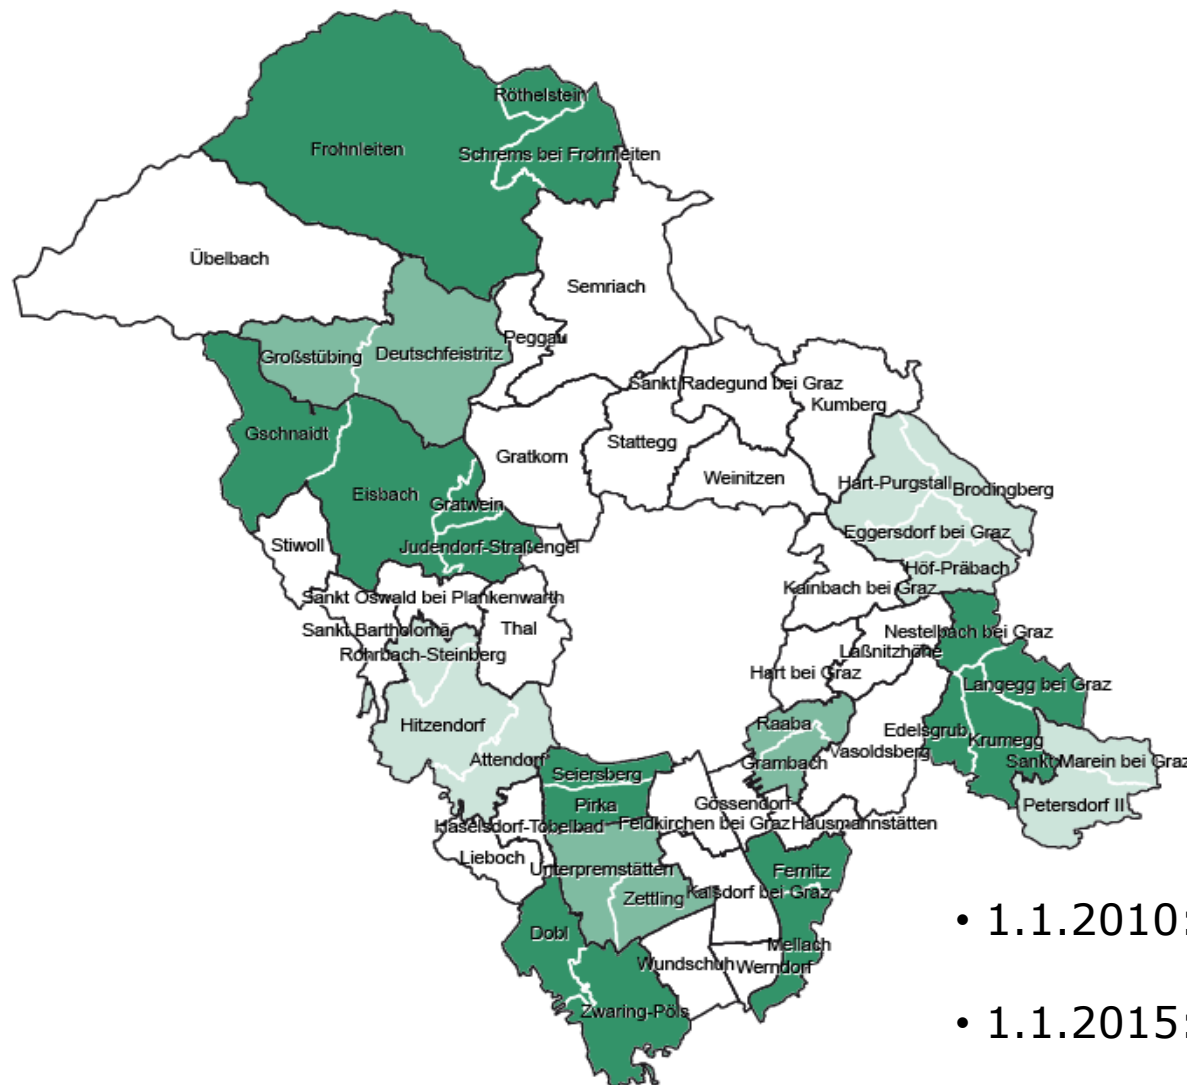 Röthelstein
Frohnleiten
Schrems bei Frohnleiten
Übelbach
Semriach
Peggau
Großstübing
Deutschfeistritz
Sankt Radegund bei Graz
Kumberg
Gschnaidt
Stattegg
Gratkorn
Weinitzen
Hart-Purgstall
Brodingberg
Eisbach
Gratwein
Eggersdorf bei Graz
Stiwoll
Judendorf-Straßengel
Höf-Präbach
Kainbach bei Graz
Sankt Oswald bei Plankenwarth
Sankt Bartholomä
Thal
Nestelbach bei Graz
Laßnitzhöhe
Rohrbach-Steinberg
Hart bei Graz
Langegg bei Graz
Hitzendorf
Raaba
Edelsgrub
Krumegg
Vasoldsberg
Attendorf
Grambach
Sankt Marein bei Graz
Seiersberg
Pirka
Gössendorf
Petersdorf II
Haselsdorf-Tobelbad
Feldkirchen bei Graz
Hausmannstätten
Lieboch
Unterpremstätten
Fernitz
Zettling
Kalsdorf bei Graz
Dobl
Mellach
Wundschuh
Werndorf
Zwaring-Pöls
• 1.1.2010:
• 1.1.2015: